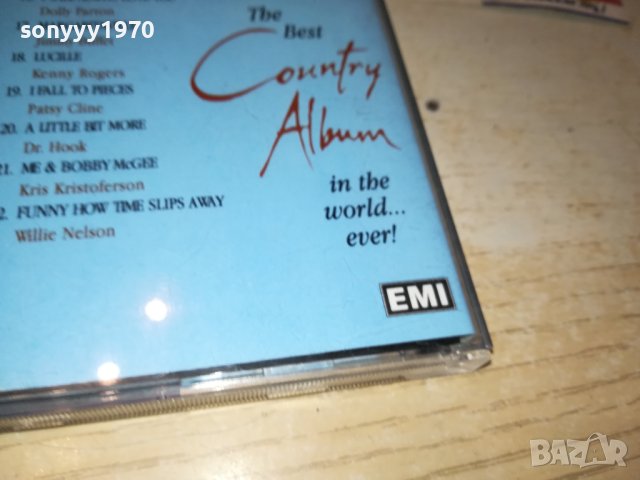 sonyyy1970
Dolly Parton
18. LUCILLE
Kenny Rogers
19. I FALL TO PIECES
Patsy Cline
20. A LITTLE BIT MORE
Dr. Hook
21. ME & BOBBY McGEE
Kris Kristoferson
2. FUNNY HOW TIME SLIPS AWAY
Willie Nelson
The
Best
Country
Album
in the
world...
ever!
EMI
BAZAR